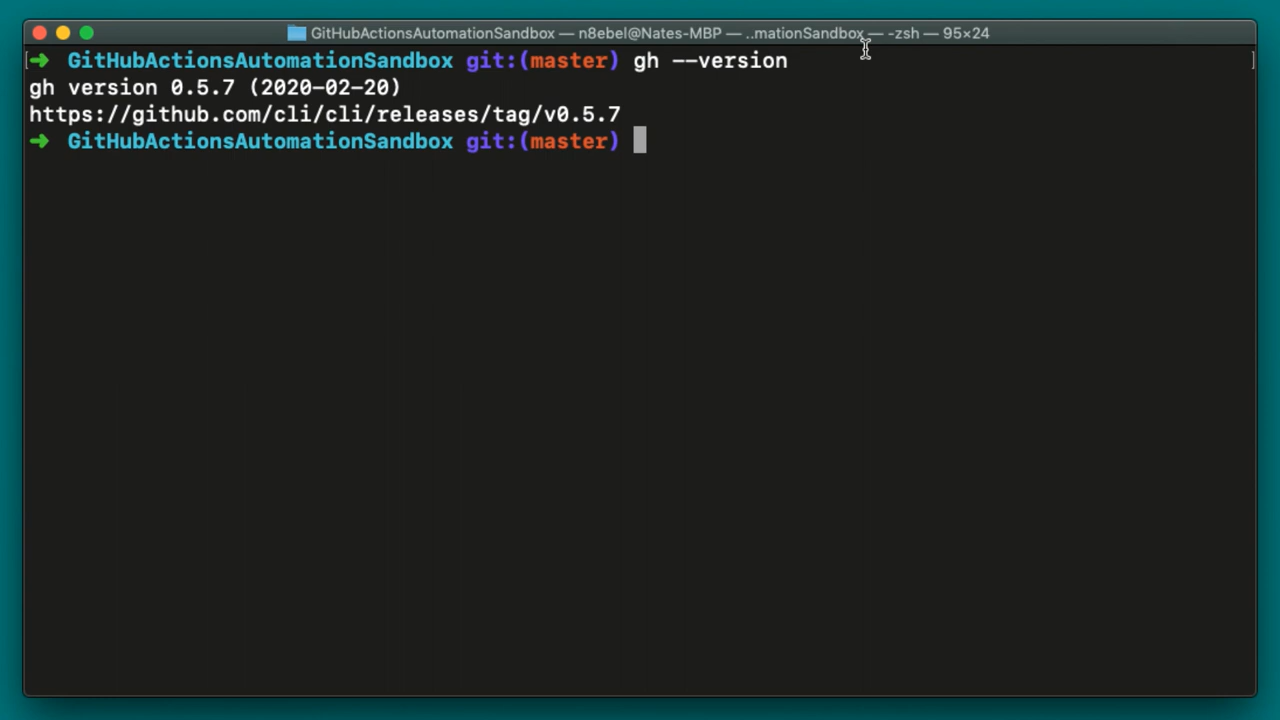 GitHubActionsAutomationSandbox — n8ebel@Nates-MBP — ..mationSandbox — -zsh — 95×24
[➜ GitHubActionsAutomationSandbox git:(master) gh --version ]
gh version 0.5.7 (2020-02-20)
https://github.com/cli/cli/releases/tag/v0.5.7
➜ GitHubActionsAutomationSandbox git:(master)